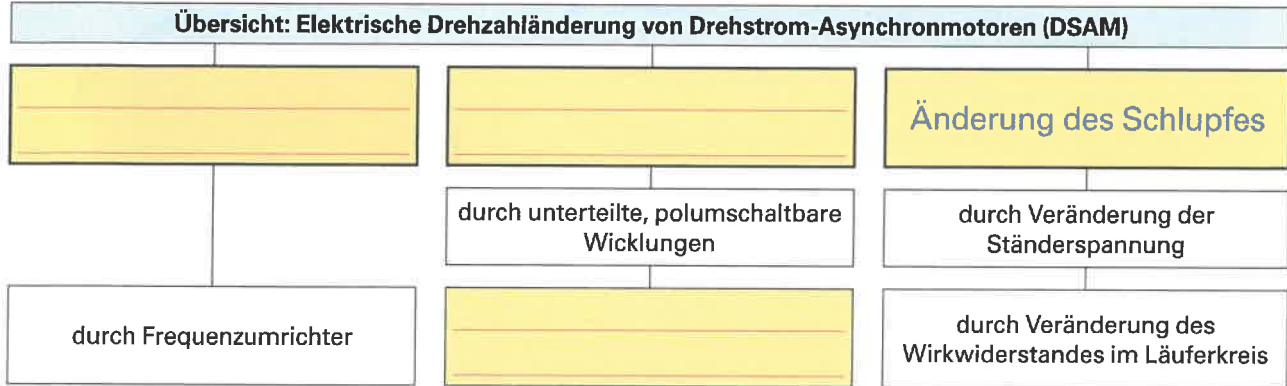 Übersicht: Elektrische Drehzahländerung von Drehstrom-Asynchronmotoren (DSAM)
Änderung des Schlupfes
durch unterteilte, polumschaltbare
Wicklungen
durch Veränderung der
Ständerspannung
durch Frequenzumrichter
durch Veränderung des
Wirkwiderstandes im Läuferkreis